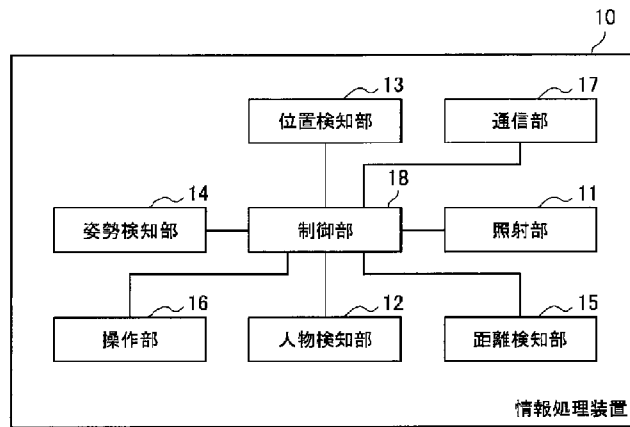 10
13
位置検知部
17
通信部
14
姿勢検知部
18
制御部
11
照射部
16
操作部
12
人物検知部
15
距離検知部
情報処理装置